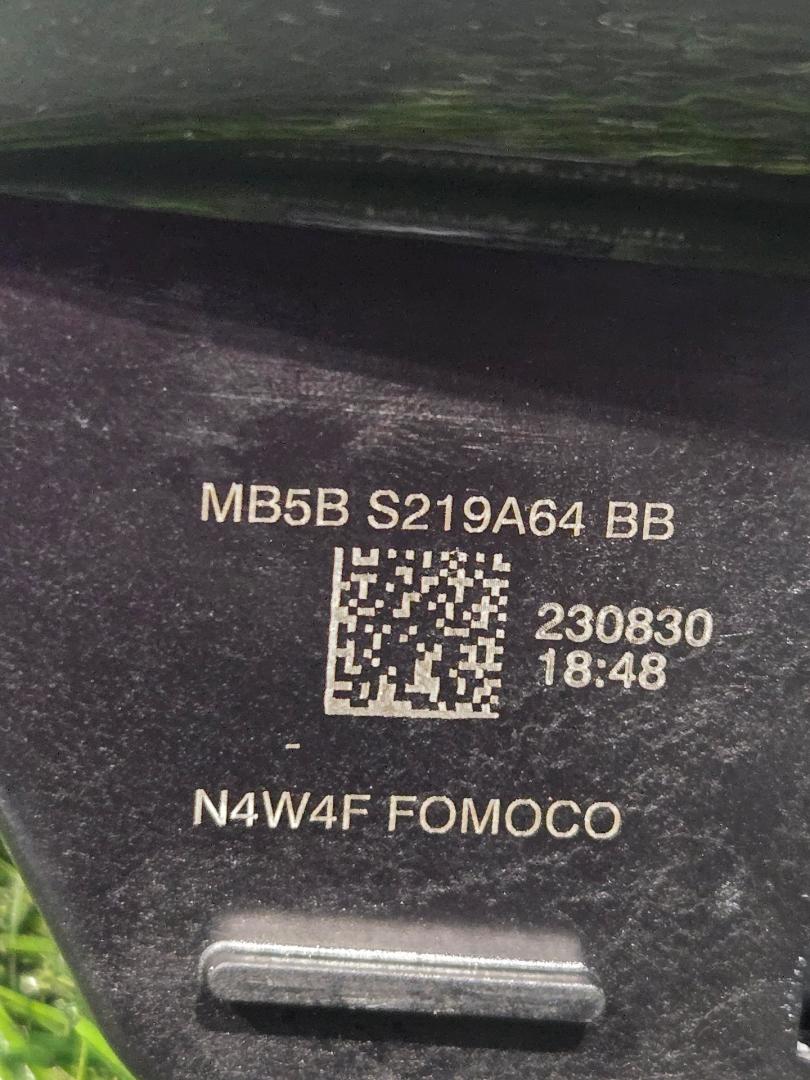 MB5B S219A64 BB
230830
18:48
N4W4F FOMOCO